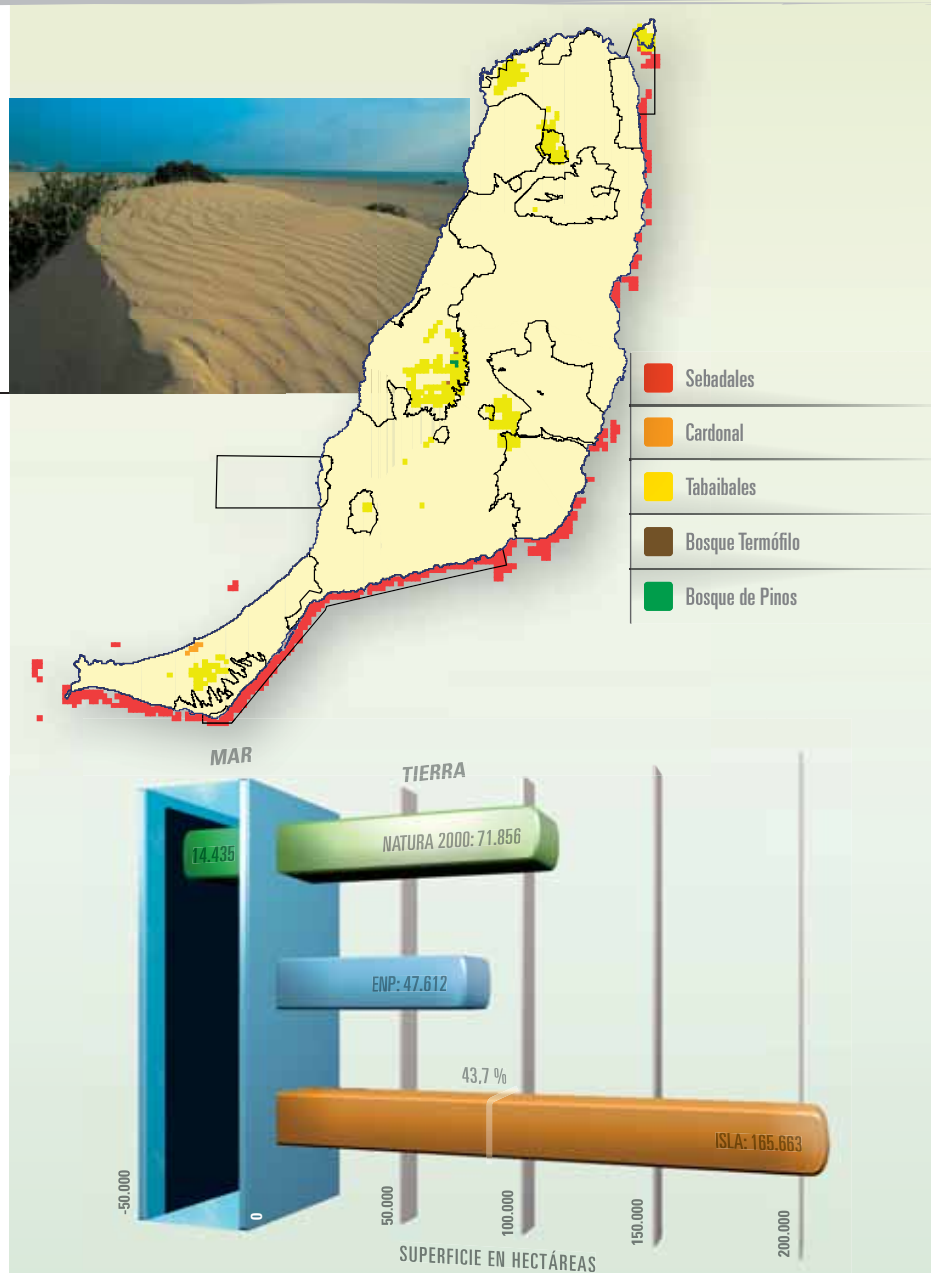 Sebadales
Cardonal
Tabaibales
Bosque Termófilo
Bosque de Pinos
MAR
TIERRA
14.435
NATURA 2000: 71.856
ENP: 47.612
43,7 %
ISLA: 165.663
-50.000
0
50.000
100.000
150.000
200.000
SUPERFICIE EN HECTÁREAS